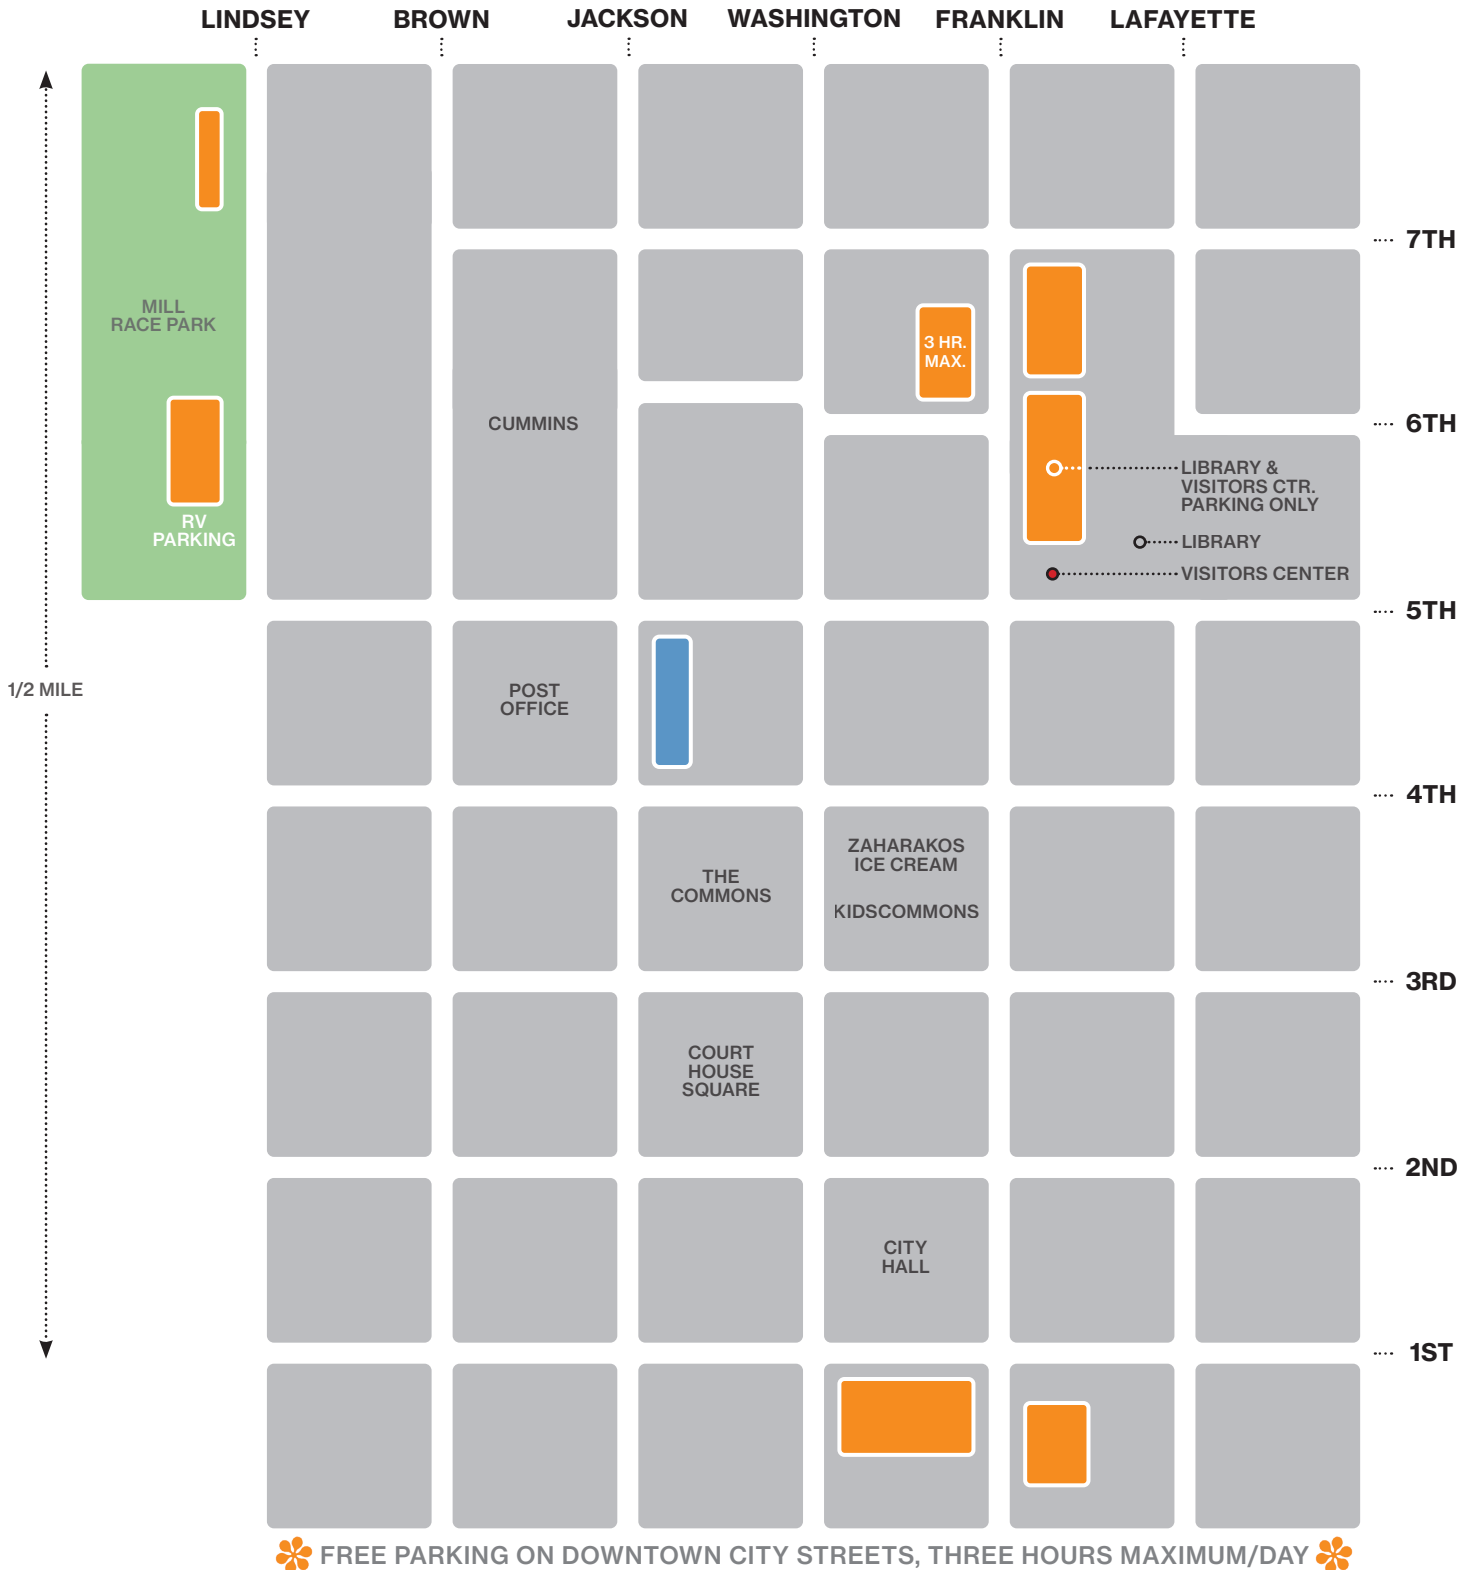 LINDSEY
BROWN
JACKSON
WASHINGTON
FRANKLIN
LAFAYETTE
7TH
MILL
RACE PARK
3 HR.
MAX.
CUMMINS
6TH
LIBRARY &
VISITORS CTR.
PARKING ONLY
RV
PARKING
LIBRARY
VISITORS CENTER
5TH
1/2 MILE
POST
OFFICE
4TH
THE
COMMONS
ZAHARAKOS
ICE CREAM
KIDSCOMMONS
3RD
COURT
HOUSE
SQUARE
2ND
CITY
HALL
1ST
FREE PARKING ON DOWNTOWN CITY STREETS, THREE HOURS MAXIMUM/DAY